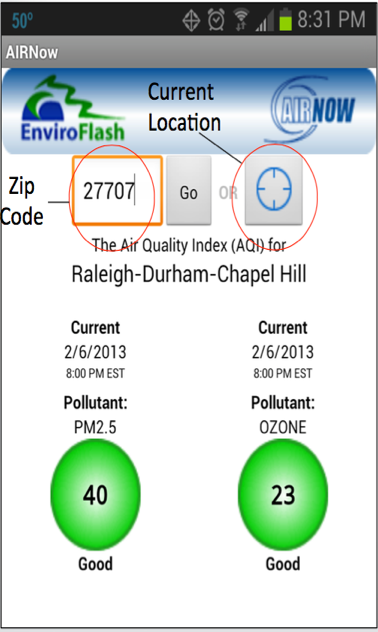 50° 8:31 PM
AIRNow
EnviroFlash
AIRNOW
Current
Location
Zip
Code
27707 Go OR
The Air Quality Index (AQI) for
Raleigh-Durham-Chapel Hill
Current
2/6/2013
8:00 PM EST
Pollutant:
PM2.5
40
Good
Current
2/6/2013
8:00 PM EST
Pollutant:
OZONE
23
Good